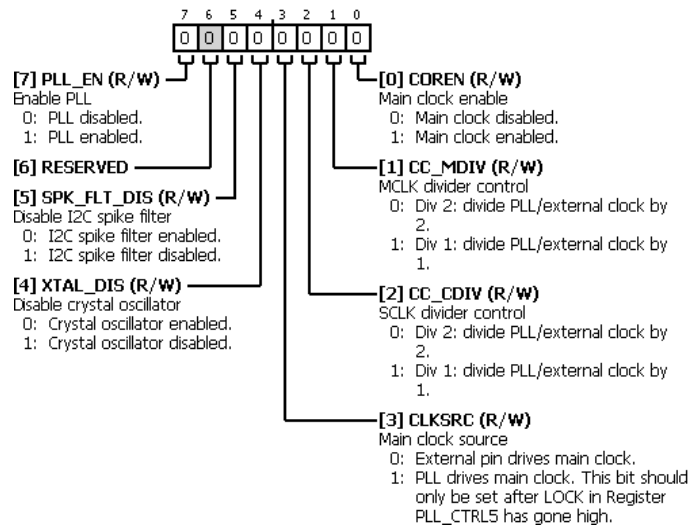 7 6 5 4 3 2 1 0
0 0 0 0 0 0 0 0
[7] PLL_EN (R/W)
Enable PLL
0: PLL disabled.
1: PLL enabled.
[6] RESERVED
[5] SPK_FLT_DIS (R/W)
Disable I2C spike filter
0: I2C spike filter enabled.
1: I2C spike filter disabled.
[4] XTAL_DIS (R/W)
Disable crystal oscillator
0: Crystal oscillator enabled.
1: Crystal oscillator disabled.
[0] COREN (R/W)
Main clock enable
0: Main clock disabled.
1: Main clock enabled.
[1] CC_MDIV (R/W)
MCLK divider control
0: Div 2: divide PLL/external clock by
2.
1: Div 1: divide PLL/external clock by
1.
[2] CC_CDIV (R/W)
SCLK divider control
0: Div 2: divide PLL/external clock by
2.
1: Div 1: divide PLL/external clock by
1.
[3] CLKSRC (R/W)
Main clock source
0: External pin drives main clock.
1: PLL drives main clock. This bit should
only be set after LOCK in Register
PLL_CTRL5 has gone high.